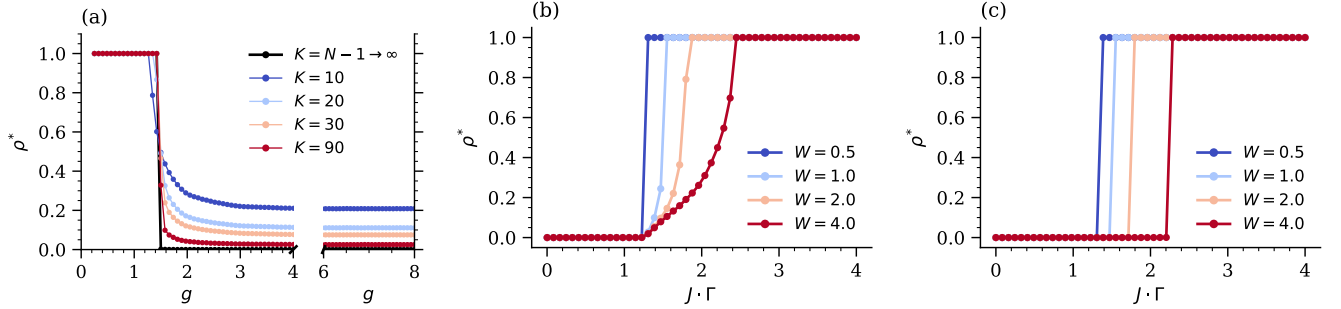 (a)
ρ*
1.0
0.8
0.6
0.4
0.2
0.0
0 1 2 3 4 6 8
g g
K = N − 1 → ∞
K = 10
K = 20
K = 30
K = 90
(b)
ρ*
1.0
0.8
0.6
0.4
0.2
0.0
0 1 2 3 4
J · Γ
W = 0.5
W = 1.0
W = 2.0
W = 4.0
(c)
ρ*
1.0
0.8
0.6
0.4
0.2
0.0
0 1 2 3 4
J · Γ
W = 0.5
W = 1.0
W = 2.0
W = 4.0